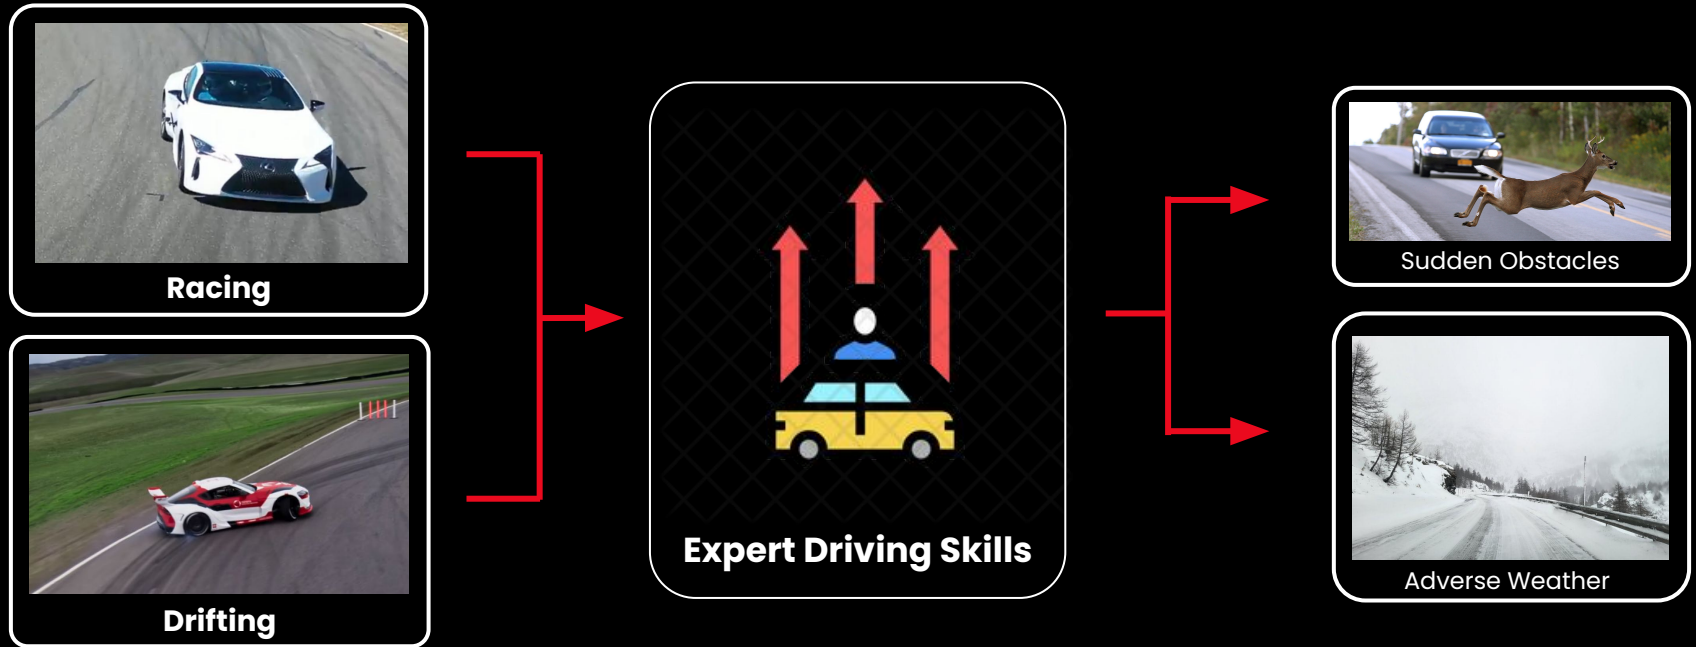 Racing
Drifting
Expert Driving Skills
Sudden Obstacles
Adverse Weather